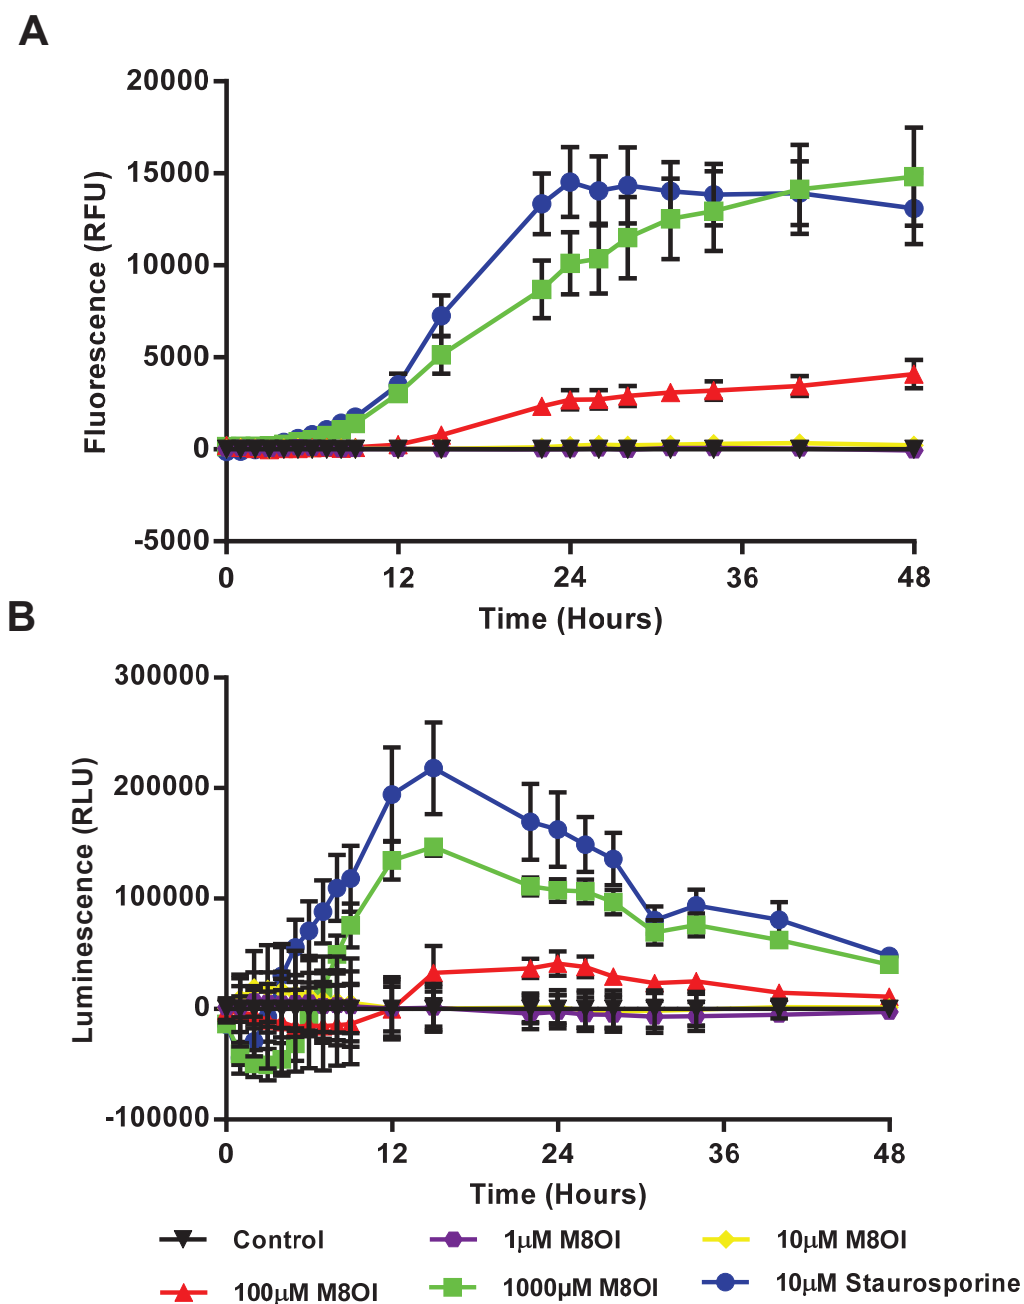 A
20000
15000
10000
5000
0
-5000
Fluorescence (RFU)
0 12 24 36 48
Time (Hours)
B
300000
200000
100000
0
-100000
Luminescence (RLU)
0 12 24 36 48
Time (Hours)
Control 1μM M8OI 10μM M8OI
100μM M8OI 1000μM M8OI 10μM Staurosporine